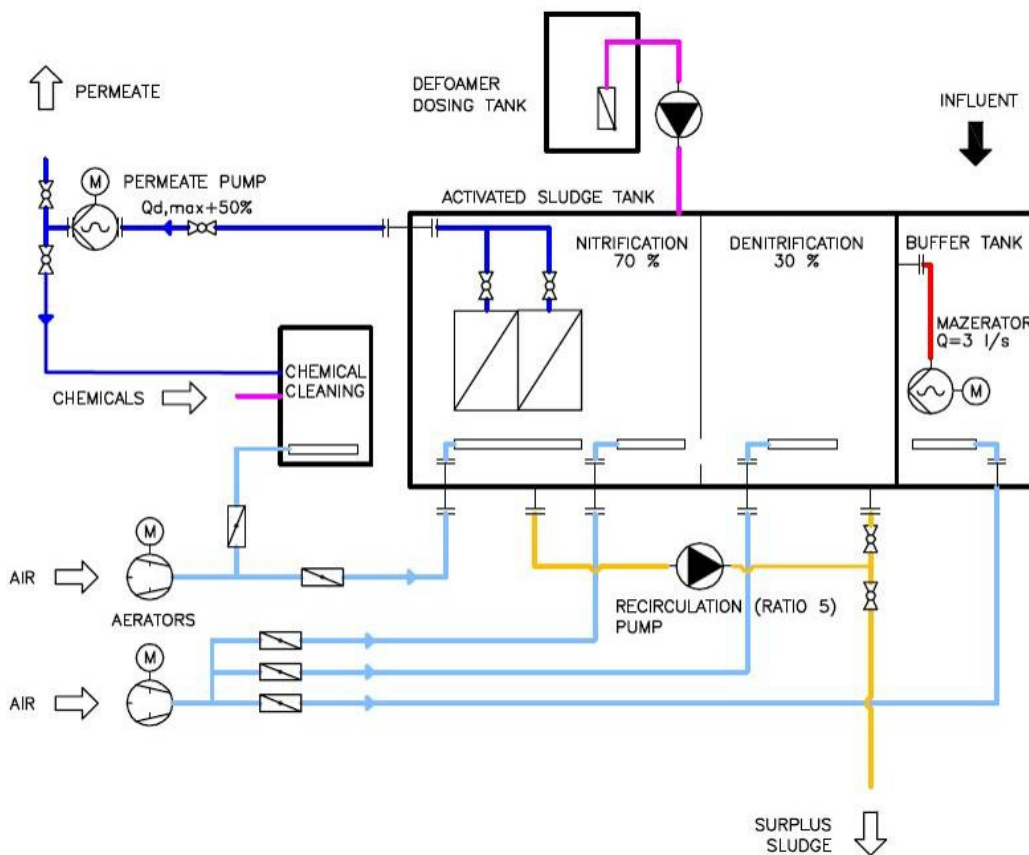 DEFOAMER
DOSING TANK
PERMEATE
INFLUENT
M
PERMEATE PUMP
Qd,max+50%
ACTIVATED SLUDGE TANK
NITRIFICATION
70 %
DENITRIFICATION
30 %
BUFFER TANK
MAZERATOR
Q=3 l/s
M
CHEMICAL
CLEANING
CHEMICALS
M
AIR
AERATORS
RECIRCULATION (RATIO 5)
PUMP
M
AIR
SURPLUS
SLUDGE